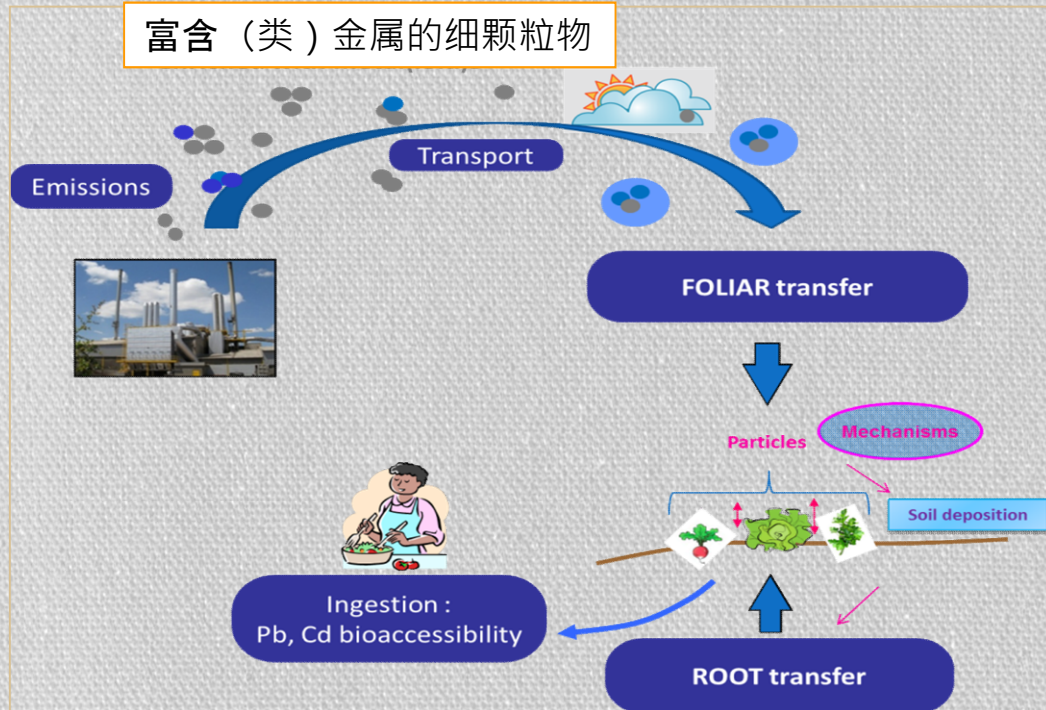 富含（类）金属的细颗粒物
Transport
Emissions
FOLIAR transfer
Particles
Mechanisms
Soil deposition
Ingestion :
Pb, Cd bioaccessibility
ROOT transfer